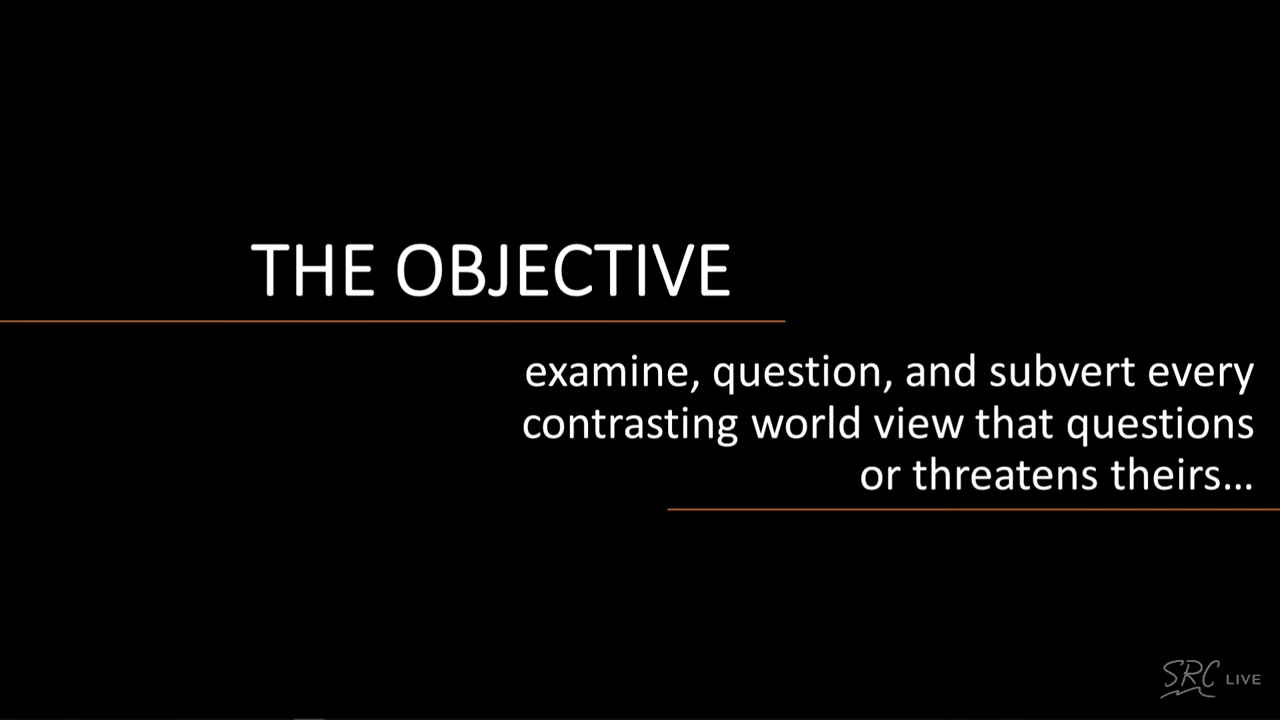 THE OBJECTIVE
examine, question, and subvert every
contrasting world view that questions
or threatens theirs...
SRC LIVE